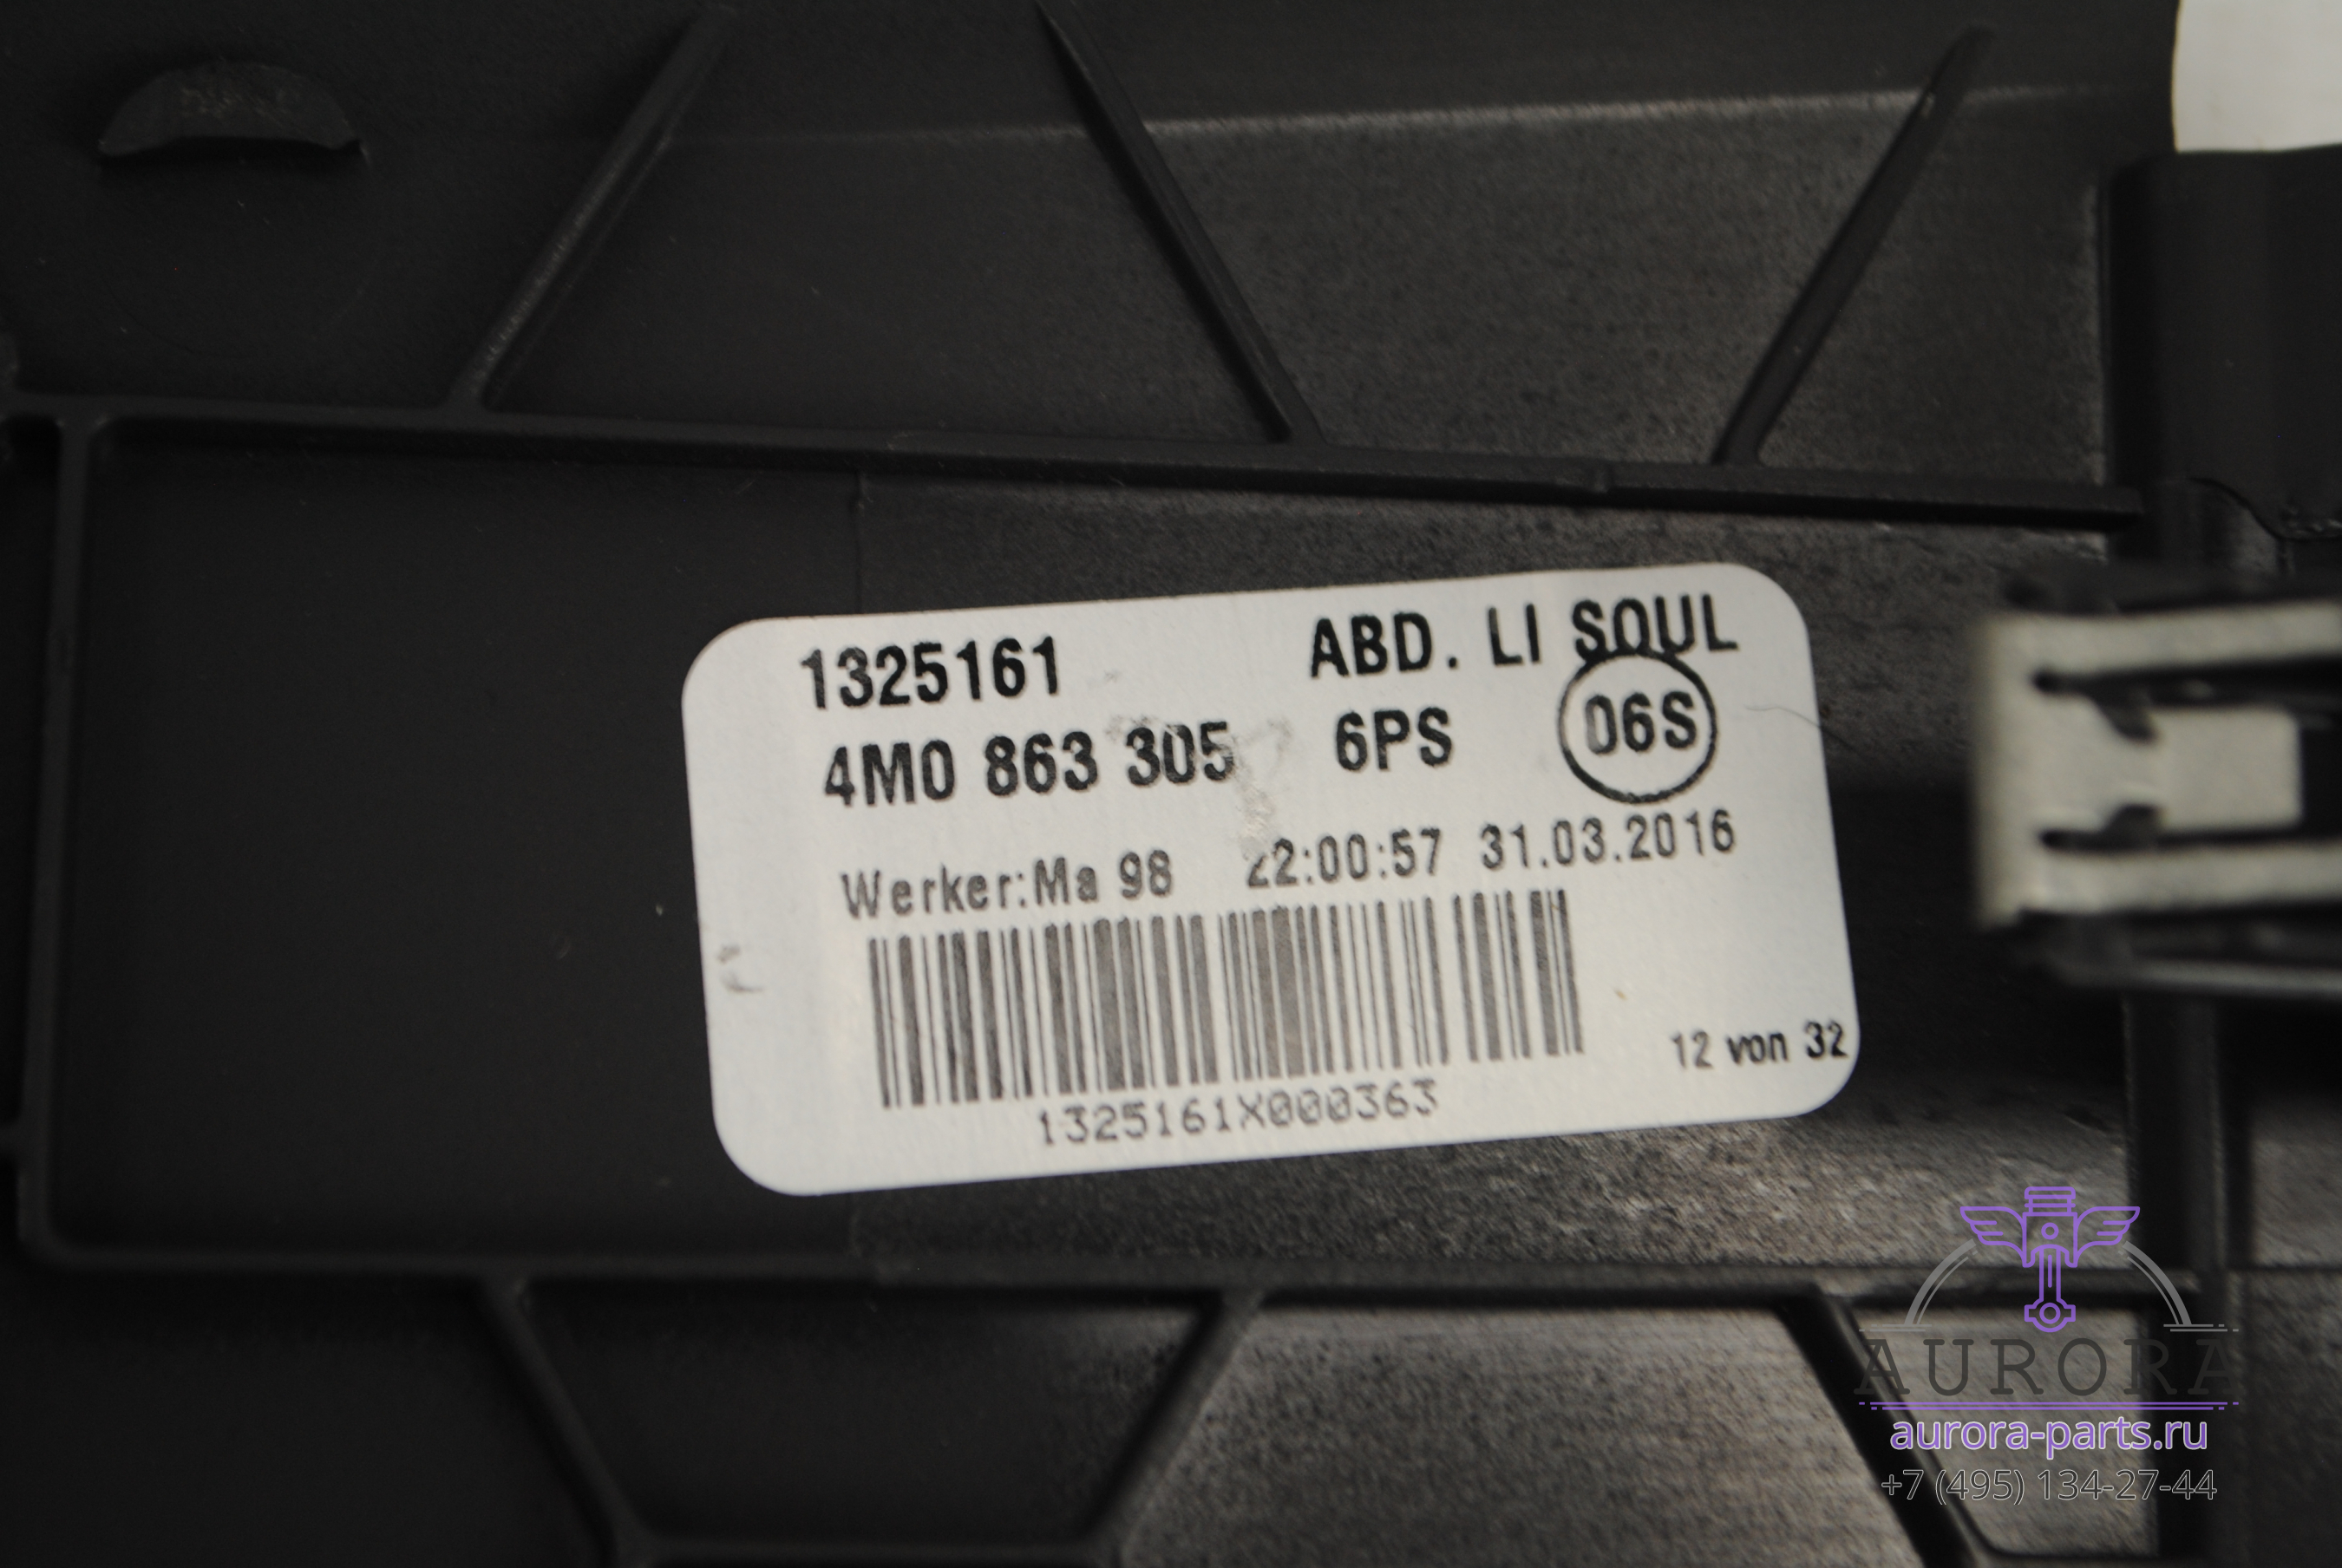 1325161 ABD. LI SOUL
4M0 863 305 6PS 06S
Werker:Ma 98 22:00:57 31.03.2016
12 von 32
1325161X000363
AURORA
aurora-parts.ru
+7 (495) 134-27-44